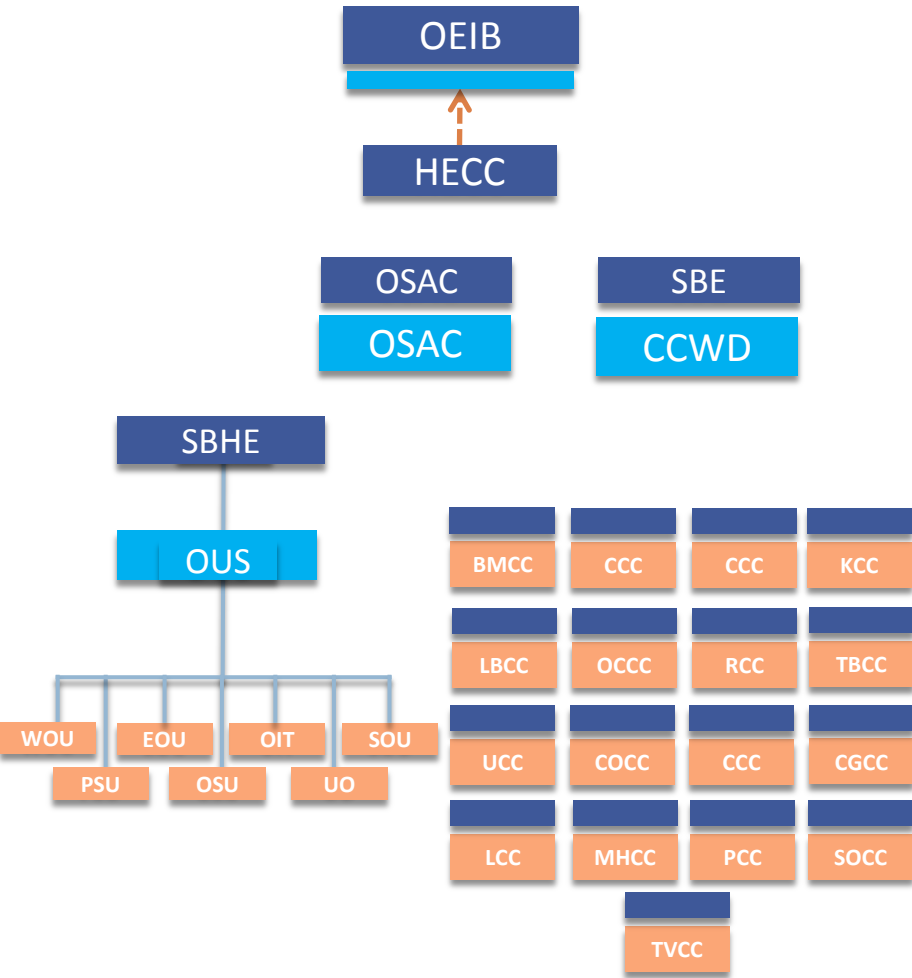 OEIB
HECC
OSAC
SBE
OSAC
CCWD
SBHE
OUS
WOU
EOU
OIT
SOU
PSU
OSU
UO
BMCC
CCC
CCC
KCC
LBCC
OCCC
RCC
TBCC
UCC
COCC
CCC
CGCC
LCC
MHCC
PCC
SOCC
TVCC